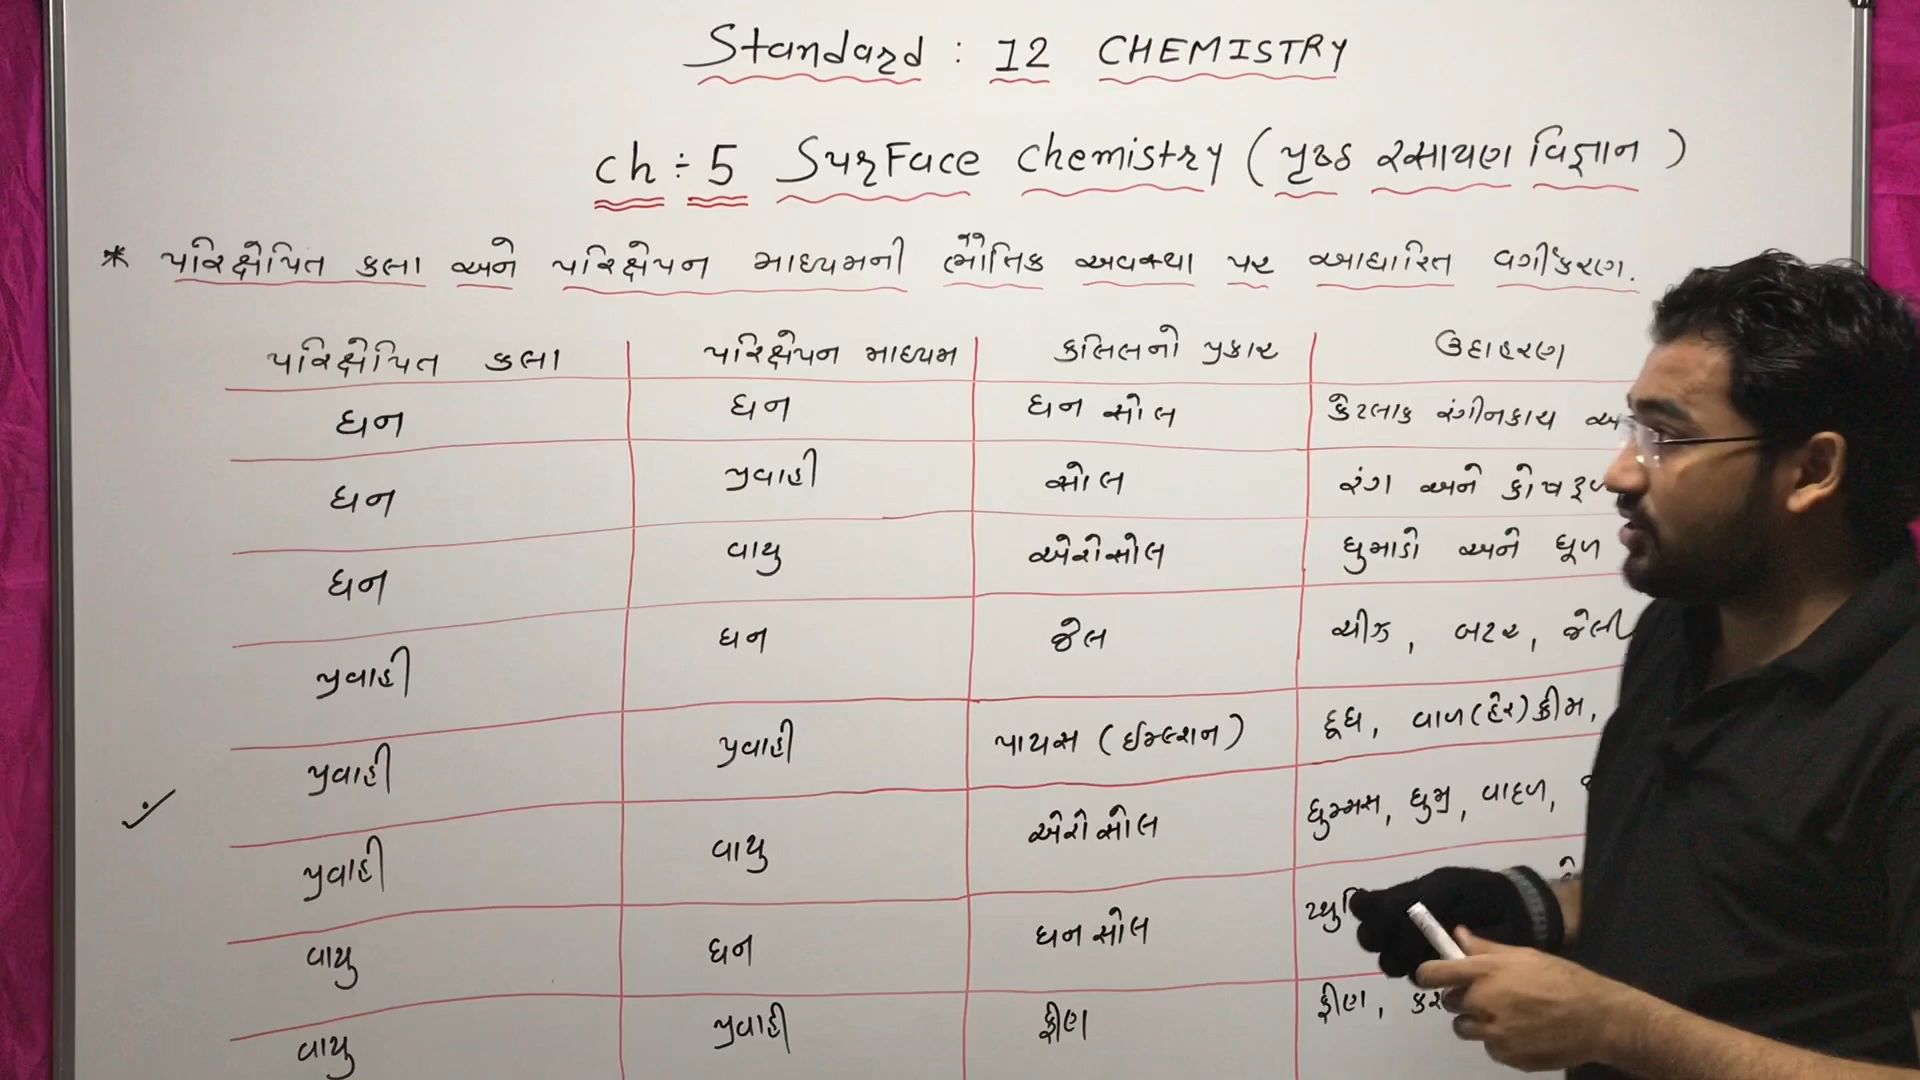 Standard : 12 CHEMISTRY
ch ÷ 5 Surface chemistry ( પૃષ્ઠ રસાયણ વિજ્ઞાન )
* પરિક્ષેપિત કલા અને પરિક્ષેપન માધ્યમની ભૌતિક અવસ્થા પર આધારિત વર્ગીકરણ.
પરિક્ષેપિત કલા પરિક્ષેપન માધ્યમ કલિલનો પ્રકાર ઉદાહરણ
ઘન ઘન ઘન સોલ કેટલાક રંગીનકાચ
ઘન પ્રવાહી સોલ રંગ અને
ઘન વાયુ એરોસોલ ધુમાડો અને ધૂળ
પ્રવાહી ઘન જેલ ચીઝ , બટર , જેલી
પ્રવાહી પ્રવાહી પાયસ ( ઈમલ્શન ) દૂધ , વાળ (હેર) ક્રીમ ,
પ્રવાહી વાયુ એરોસોલ ધુમ્મસ , ધુમ્ર , વાદળ ,
વાયુ ઘન ઘન સોલ
વાયુ પ્રવાહી ફીણ ફીણ ,